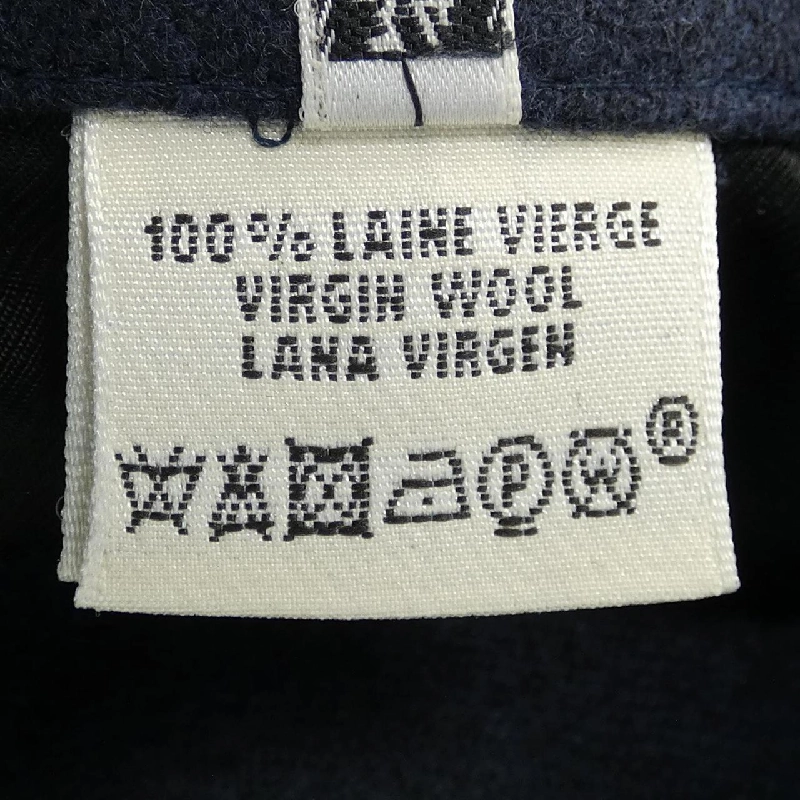 100% LAINE VIERGE
VIRGIN WOOL
LANA VIRGEN
P W ®